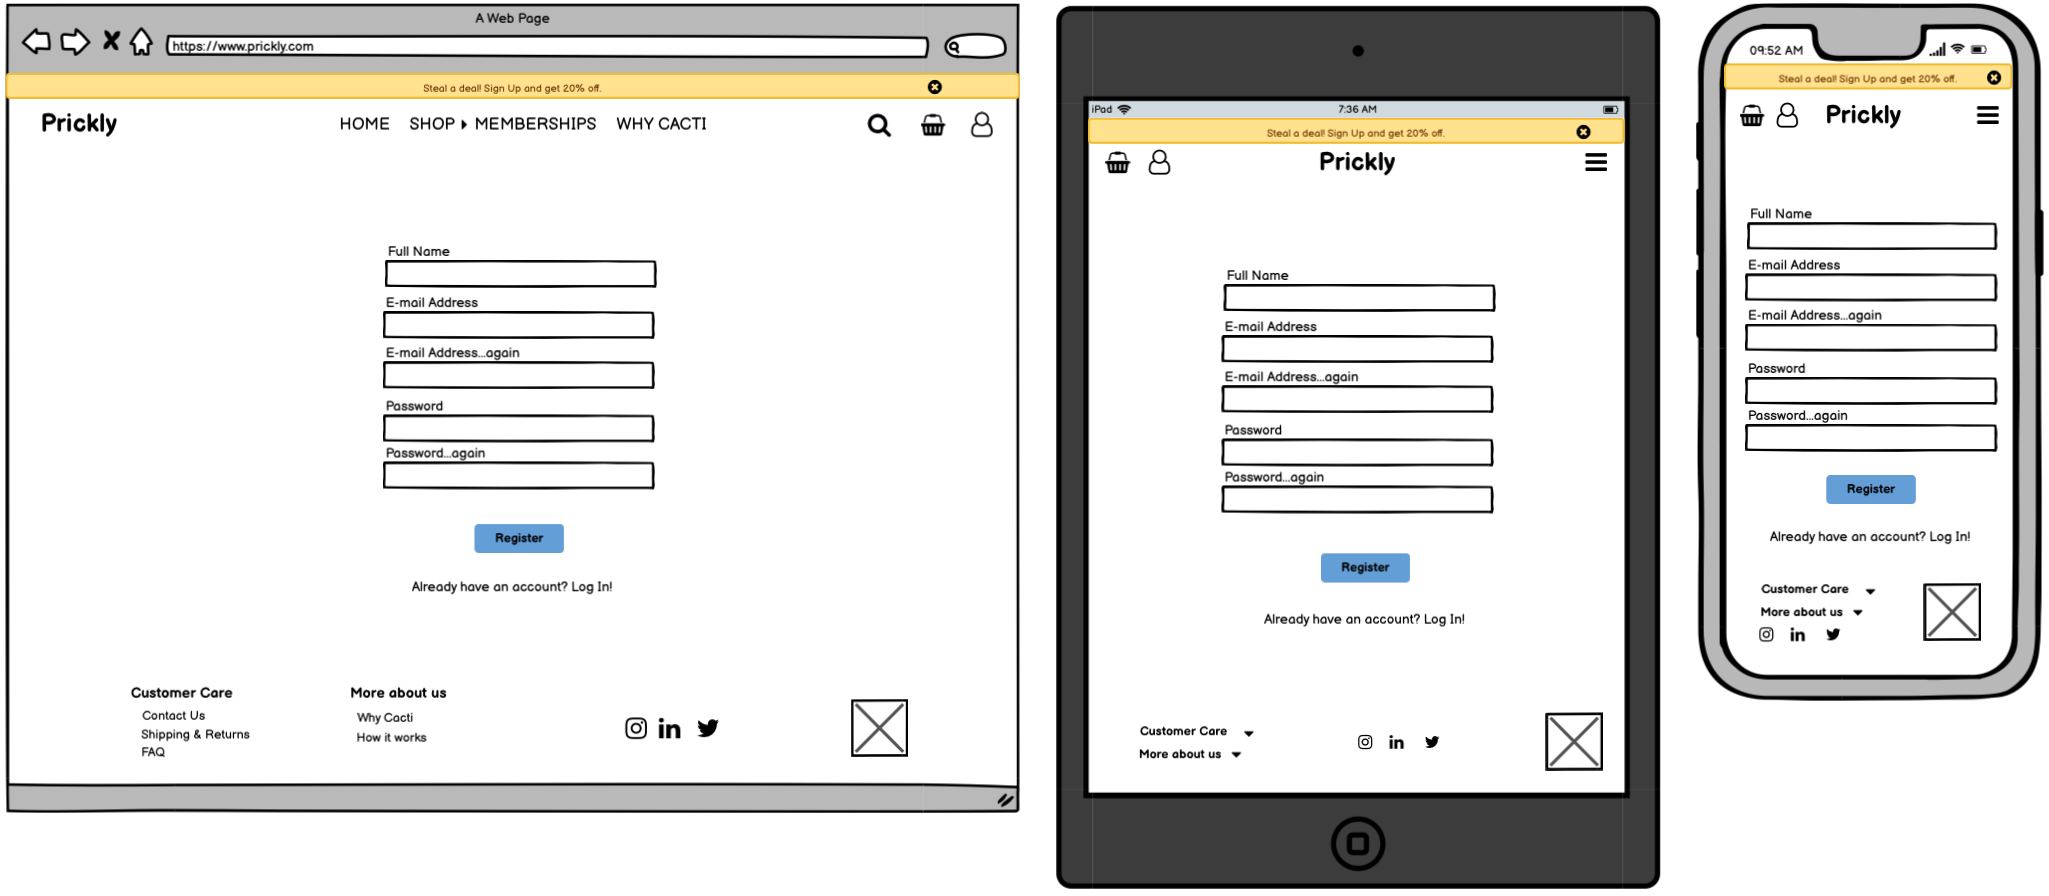 A Web Page
https://www.prickly.com
Steal a deal! Sign Up and get 20% off.
Prickly
HOME SHOP MEMBERSHIPS WHY CACTI
Full Name
E-mail Address
E-mail Address...again
Password
Password...again
Register
Already have an account? Log In!
Customer Care
Contact Us
Shipping & Returns
FAQ
More about us
Why Cacti
How it works
in
iPad 7:36 AM
Steal a deal! Sign Up and get 20% off.
Prickly
Full Name
E-mail Address
E-mail Address...again
Password
Password...again
Register
Already have an account? Log In!
Customer Care
More about us
in
09:52 AM
Steal a deal! Sign Up and get 20% off.
Prickly
Full Name
E-mail Address
E-mail Address...again
Password
Password...again
Register
Already have an account? Log In!
Customer Care
More about us
in